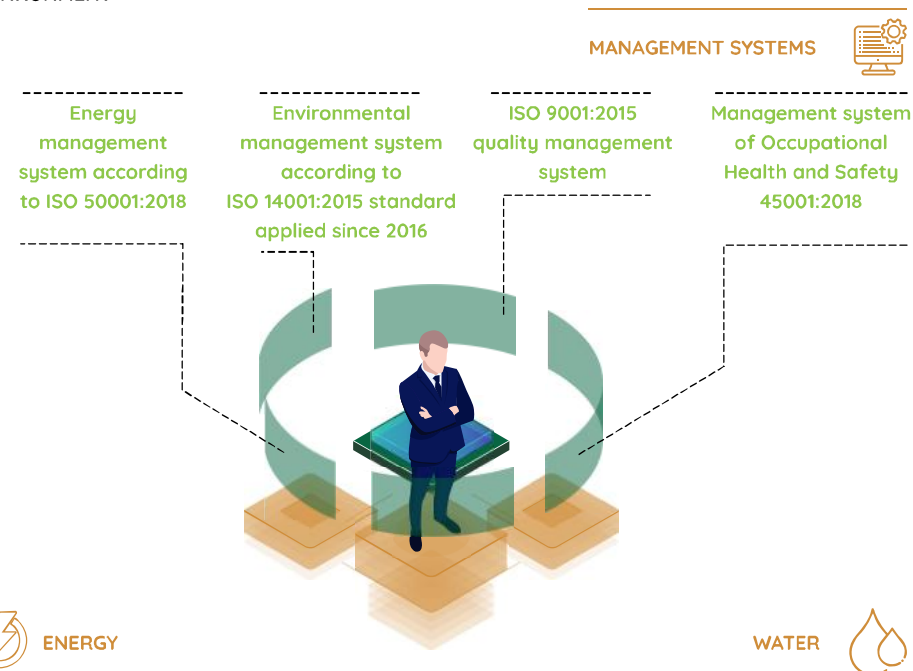 MANAGEMENT SYSTEMS
Energy
management
system according
to ISO 50001:2018
Environmental
management system
according to
ISO 14001:2015 standard
applied since 2016
ISO 9001:2015
quality management
system
Management system
of Occupational
Health and Safety
45001:2018
ENERGY
WATER